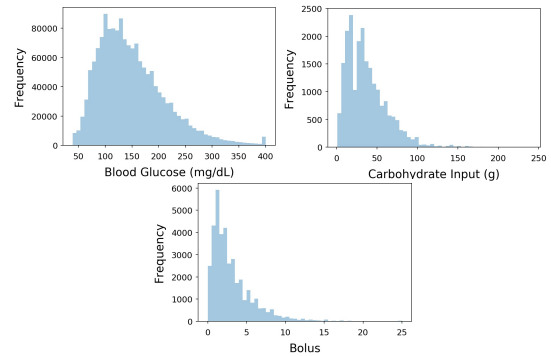 Frequency
80000
60000
40000
20000
0
50 100 150 200 250 300 350 400
Blood Glucose (mg/dL)
Frequency
2500
2000
1500
1000
500
0
0 50 100 150 200 250
Carbohydrate Input (g)
Frequency
6000
5000
4000
3000
2000
1000
0
0 5 10 15 20 25
Bolus